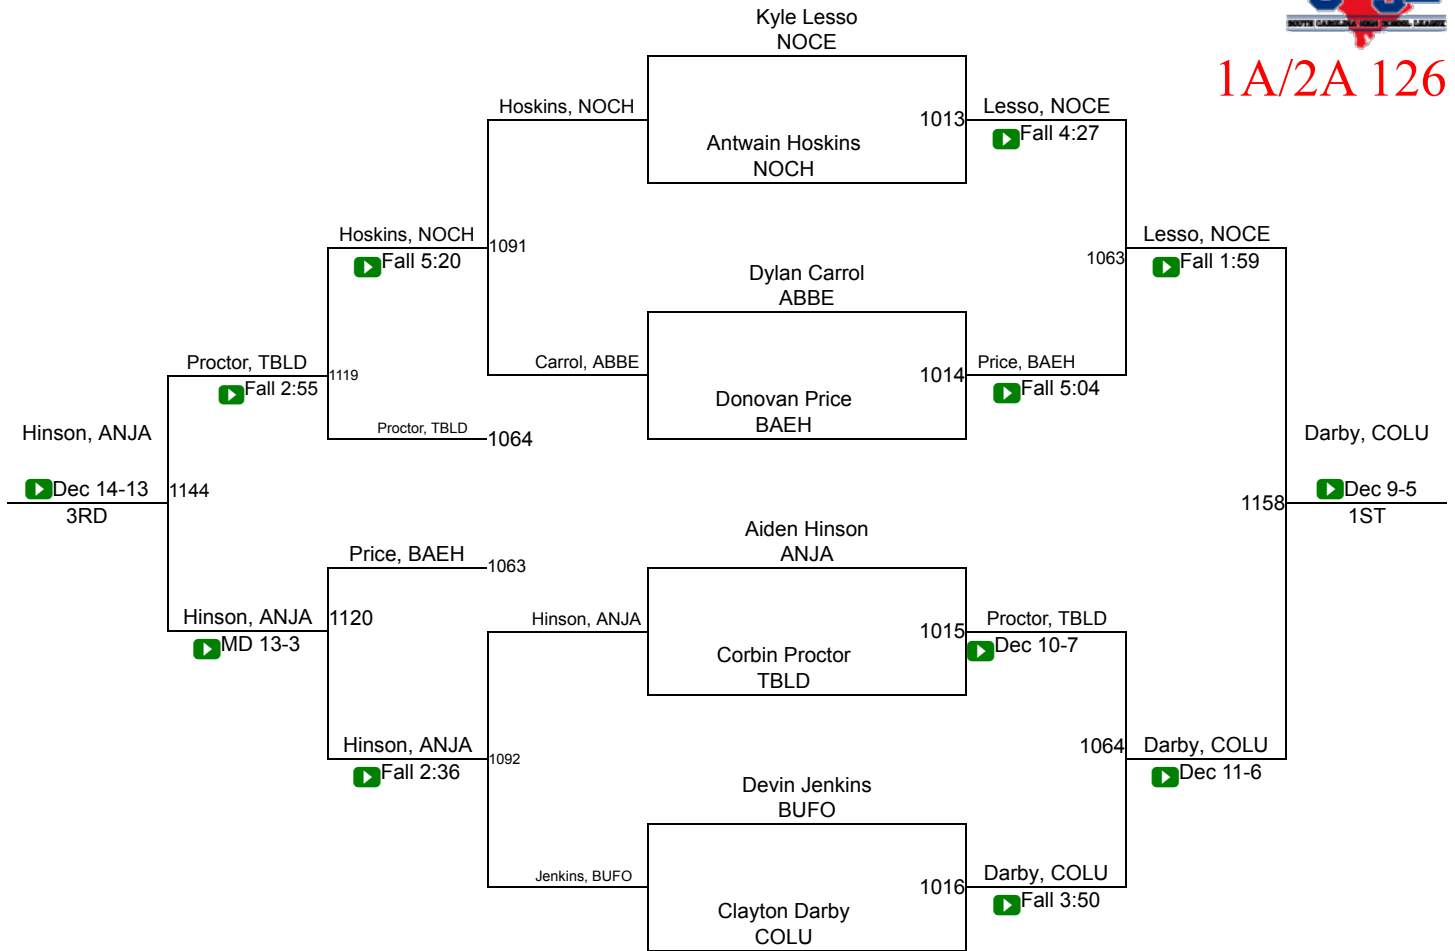 Kyle Lesso
NOCE
SOUTH CAROLINA HIGH SCHOOL LEAGUE
1A/2A 126
Hoskins, NOCH
1013
Lesso, NOCE
Fall 4:27
Antwain Hoskins
NOCH
Hoskins, NOCH
Fall 5:20
1091
Lesso, NOCE
Fall 1:59
1063
Dylan Carrol
ABBE
Proctor, TBLD
Fall 2:55
1119
Carrol, ABBE
1014
Price, BAEH
Fall 5:04
Donovan Price
BAEH
Hinson, ANJA
Proctor, TBLD
1064
Darby, COLU
Dec 14-13
3RD
1144
1158
Dec 9-5
1ST
Aiden Hinson
ANJA
Price, BAEH
1063
Hinson, ANJA
MD 13-3
1120
Hinson, ANJA
1015
Proctor, TBLD
Dec 10-7
Corbin Proctor
TBLD
Hinson, ANJA
Fall 2:36
1092
1064
Darby, COLU
Dec 11-6
Devin Jenkins
BUFO
Jenkins, BUFO
1016
Darby, COLU
Fall 3:50
Clayton Darby
COLU